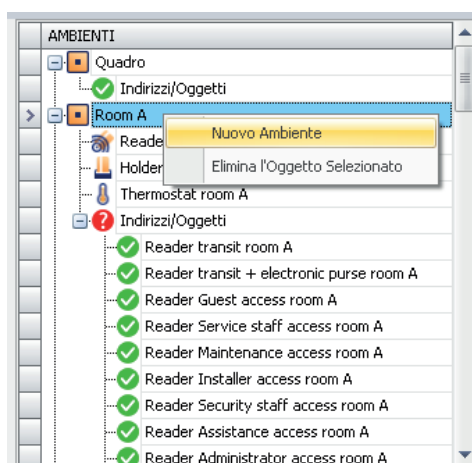 AMBIENTI
Quadro
Indirizzi/Oggetti
Room A
Nuovo Ambiente
Reade
Elimina l'Oggetto Selezionato
Holder
Thermostat room A
Indirizzi/Oggetti
Reader transit room A
Reader transit + electronic purse room A
Reader Guest access room A
Reader Service staff access room A
Reader Maintenance access room A
Reader Installer access room A
Reader Security staff access room A
Reader Assistance access room A
Reader Administrator access room A